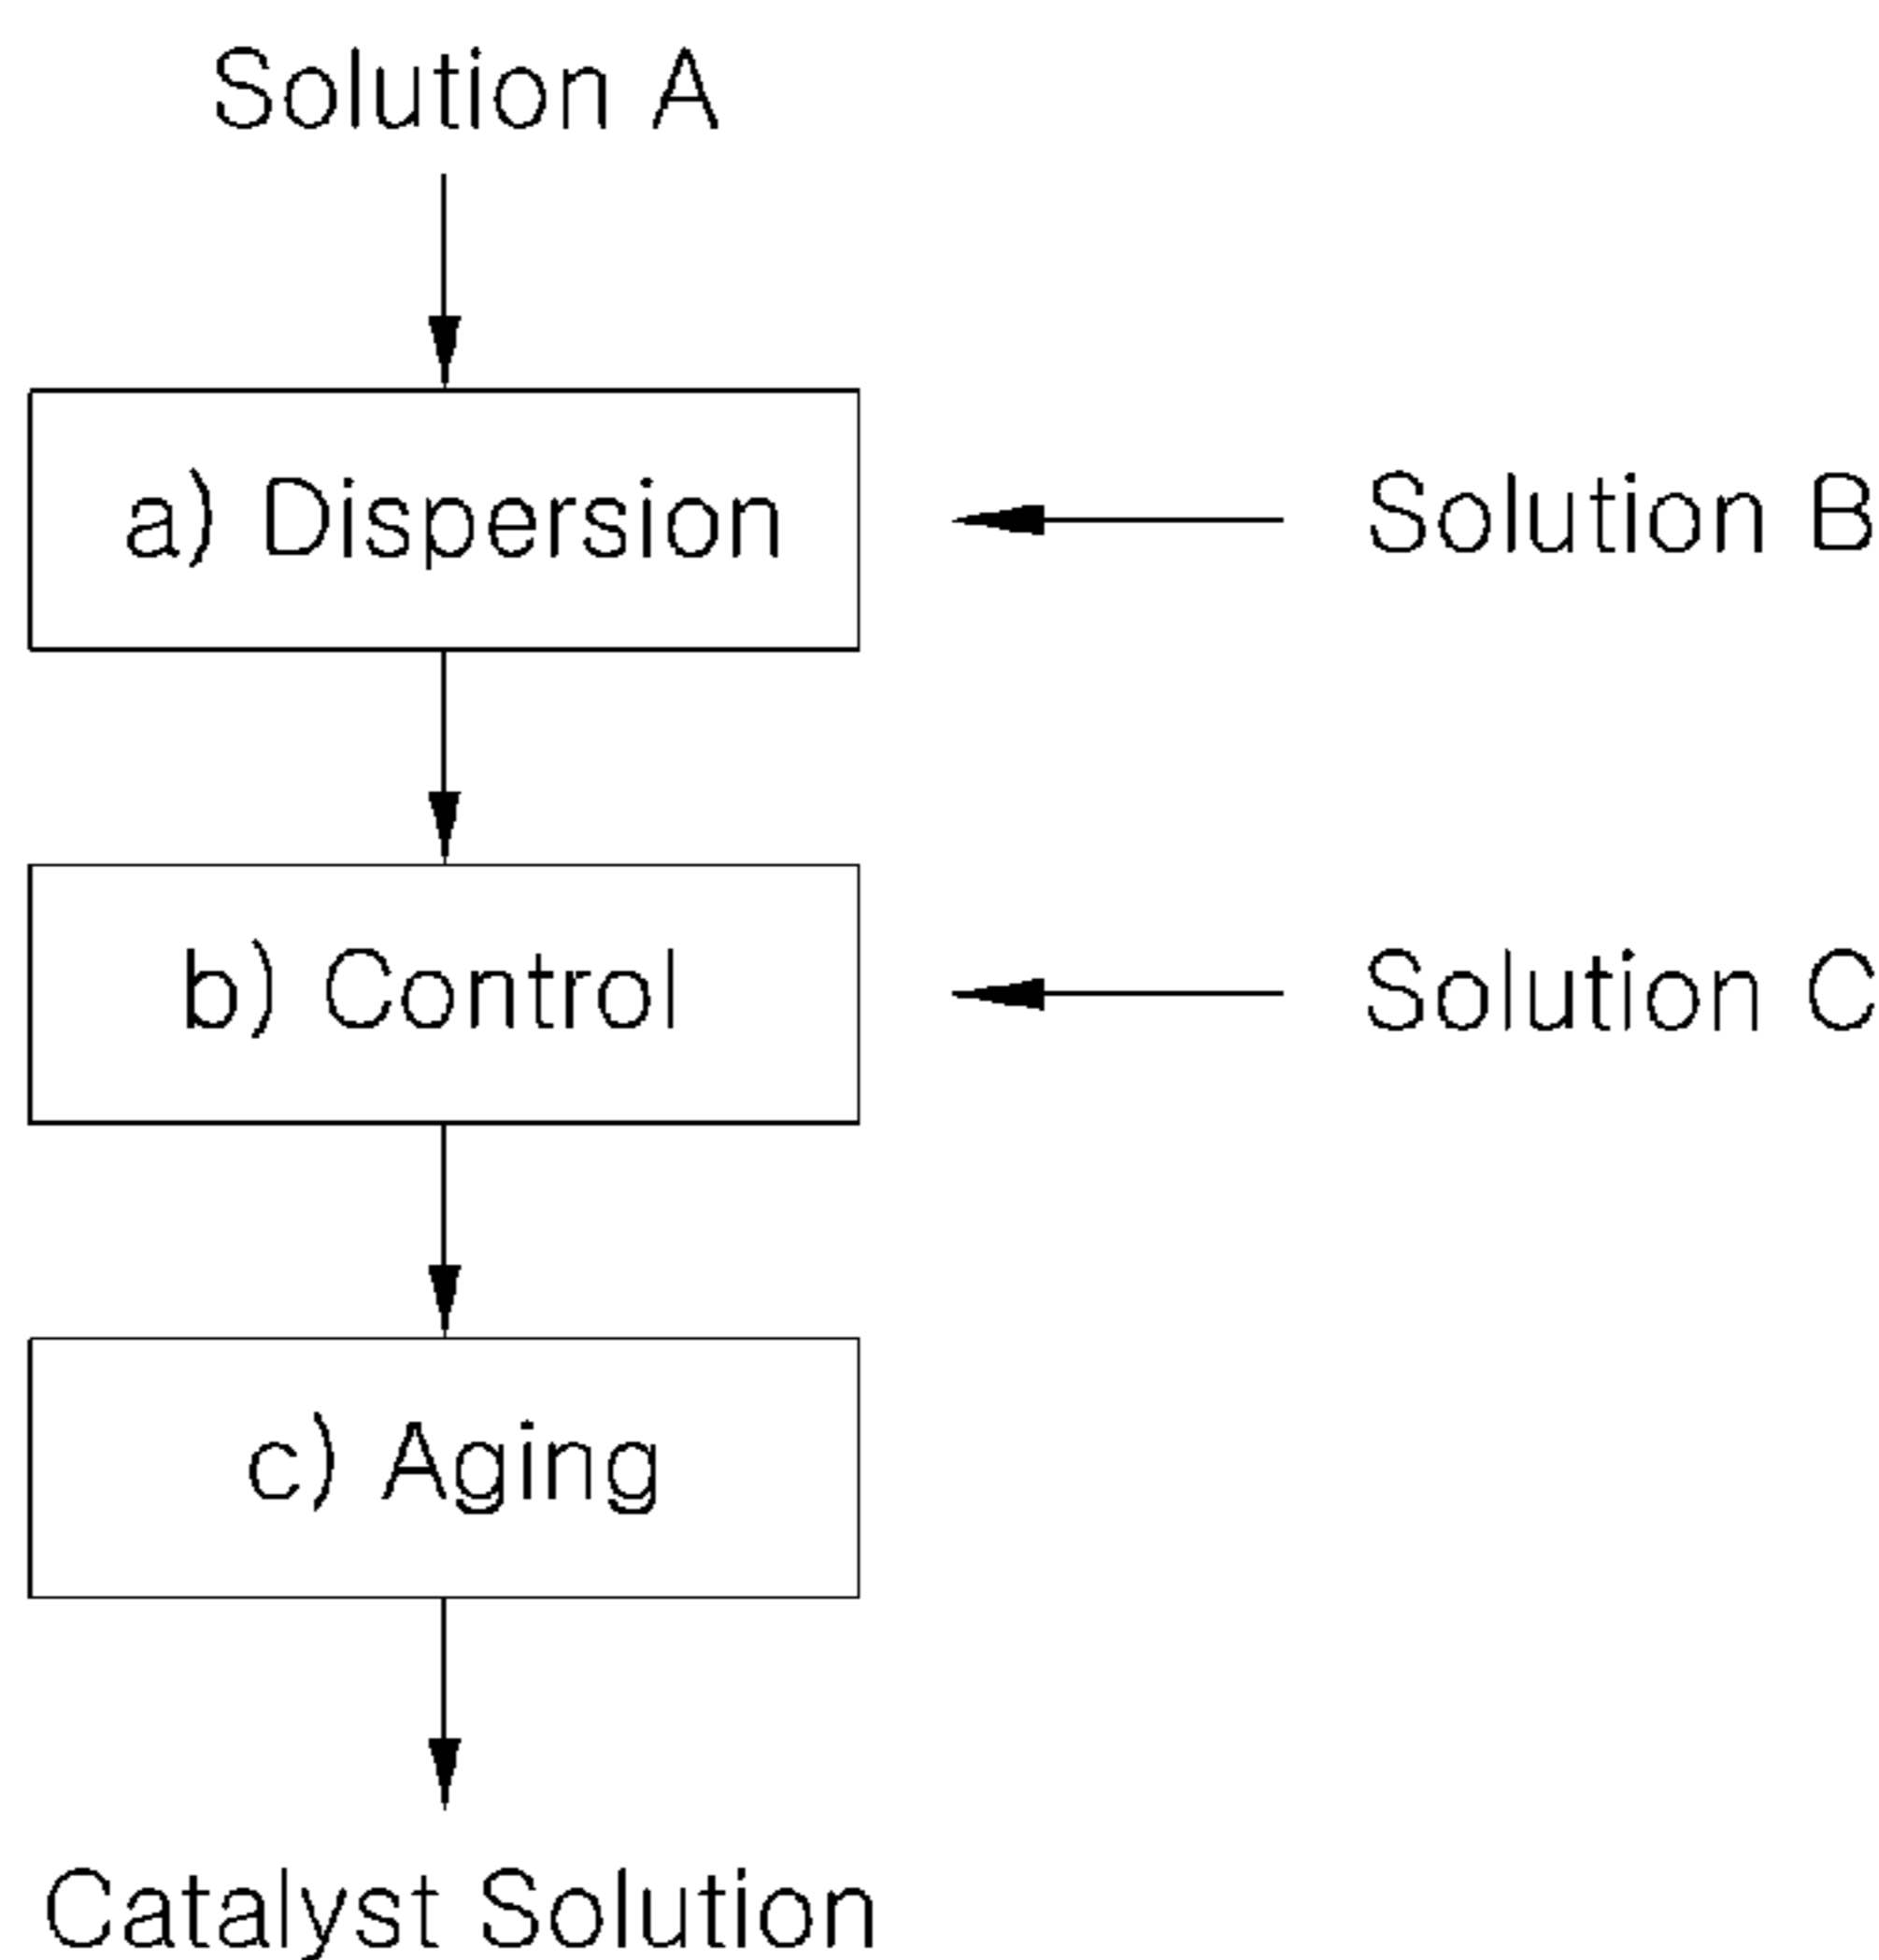 Solution A
a) Dispersion
Solution B
b) Control
Solution C
c) Aging
Catalyst Solution